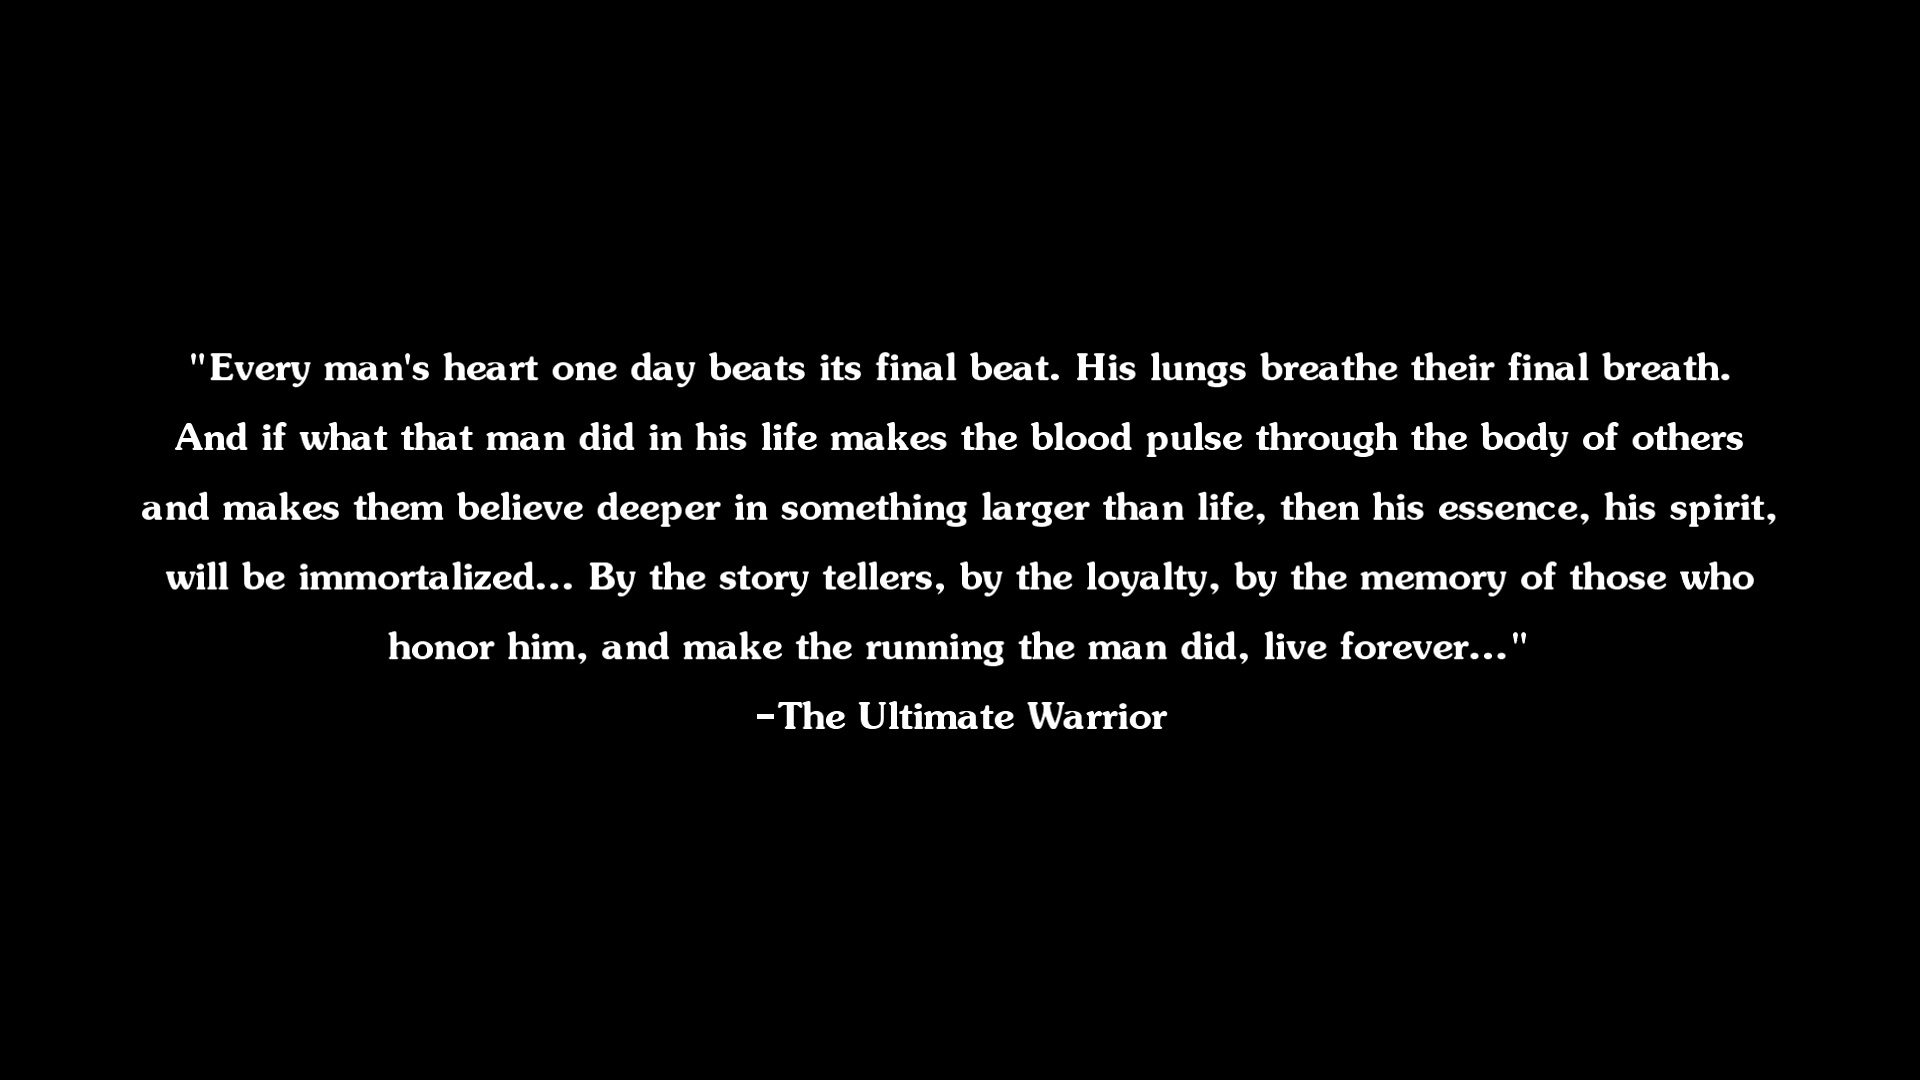 "Every man's heart one day beats its final beat. His lungs breathe their final breath.
And if what that man did in his life makes the blood pulse through the body of others
and makes them believe deeper in something larger than life, then his essence, his spirit,
will be immortalized... By the story tellers, by the loyalty, by the memory of those who
honor him, and make the running the man did, live forever..."
-The Ultimate Warrior